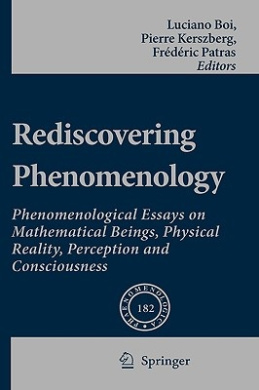 Luciano Boi,
Pierre Kerszberg,
Frédéric Patras
Editors
Rediscovering
Phenomenology
Phenomenological Essays on
Mathematical Beings, Physical
Reality, Perception and
Consciousness
PHAENOMENOLOGICA
182
Springer